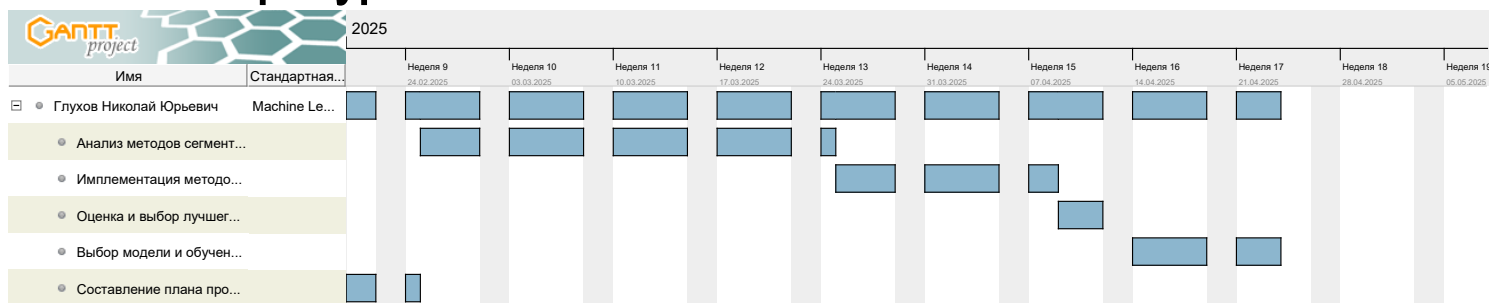 GANTT project
2025
Имя Стандартная...
Неделя 9 Неделя 10 Неделя 11 Неделя 12 Неделя 13 Неделя 14 Неделя 15 Неделя 16 Неделя 17 Неделя 18 Неделя 19
24.02.2025 03.03.2025 10.03.2025 17.03.2025 24.03.2025 31.03.2025 07.04.2025 14.04.2025 21.04.2025 28.04.2025 05.05.2025
Глухов Николай Юрьевич Machine Le...
Анализ методов сегмент...
Имплементация методо...
Оценка и выбор лучшег...
Выбор модели и обучен...
Составление плана про...